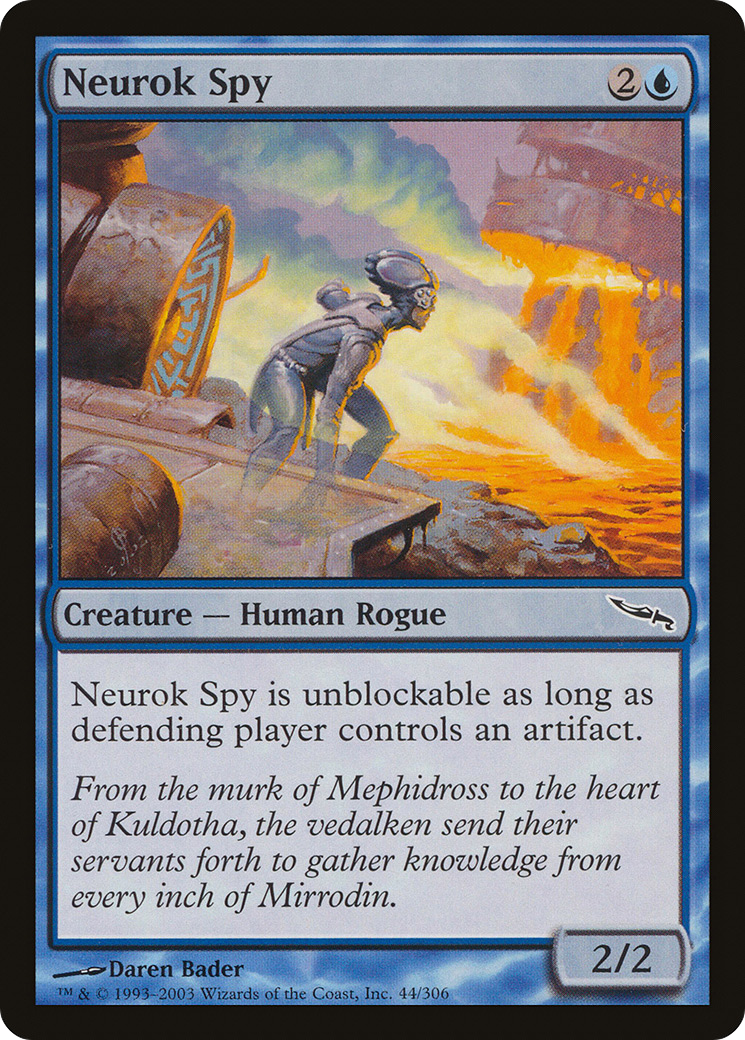 Neurok Spy
2
Creature — Human Rogue
Neurok Spy is unblockable as long as
defending player controls an artifact.
From the murk of Mephidross to the heart
of Kuldotha, the vedalken send their
servants forth to gather knowledge from
every inch of Mirrodin.
2/2
Daren Bader
™ & © 1993–2003 Wizards of the Coast, Inc. 44/306